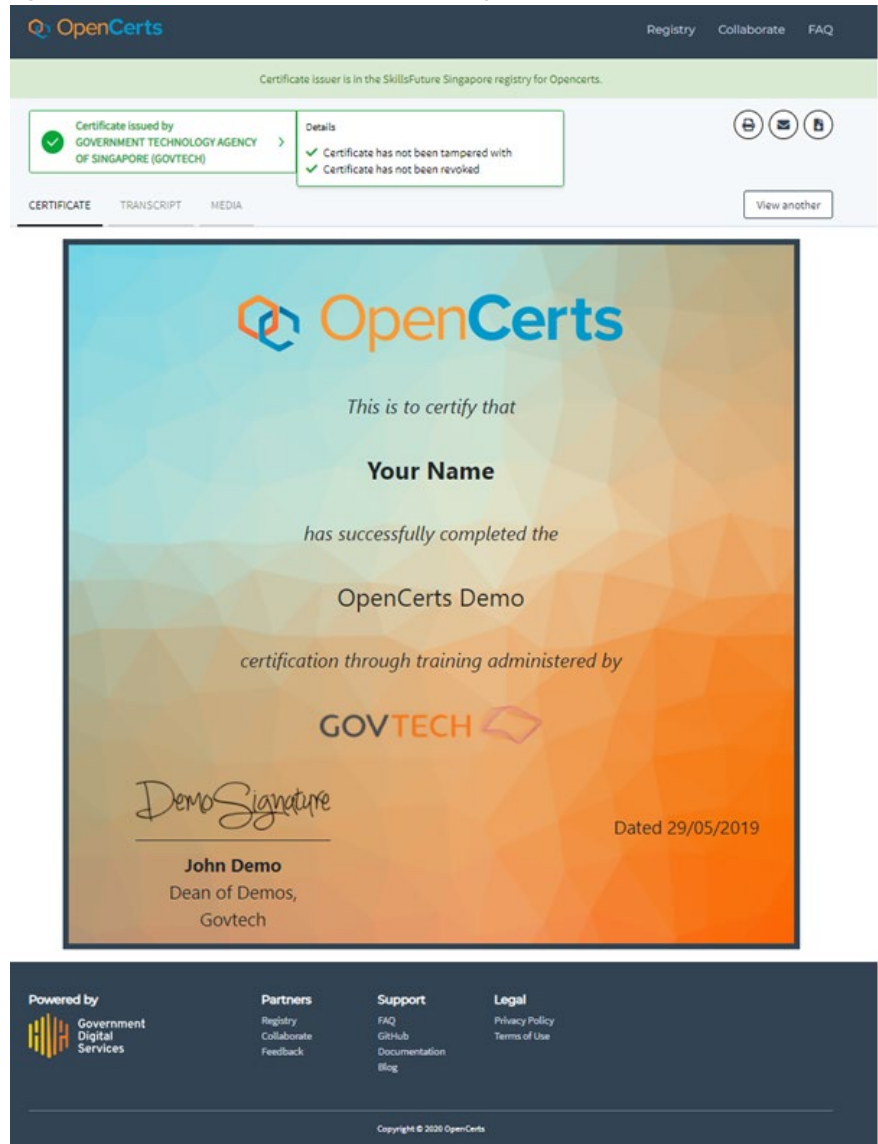 OpenCerts
Registry Collaborate FAQ
Certificate issuer is in the SkillsFuture Singapore registry for Opencerts.
Certificate issued by
GOVERNMENT TECHNOLOGY AGENCY
OF SINGAPORE (GOVTECH)
Details
Certificate has not been tampered with
Certificate has not been revoked
CERTIFICATE TRANSCRIPT MEDIA
View another
OpenCerts
This is to certify that
Your Name
has successfully completed the
OpenCerts Demo
certification through training administered by
GOVTECH
DemoSignature
John Demo
Dean of Demos,
Govtech
Dated 29/05/2019
Powered by
Government
Digital
Services
Partners
Registry
Collaborate
Feedback
Support
FAQ
GitHub
Documentation
Blog
Legal
Privacy Policy
Terms of Use
Copyright © 2020 OpenCerts